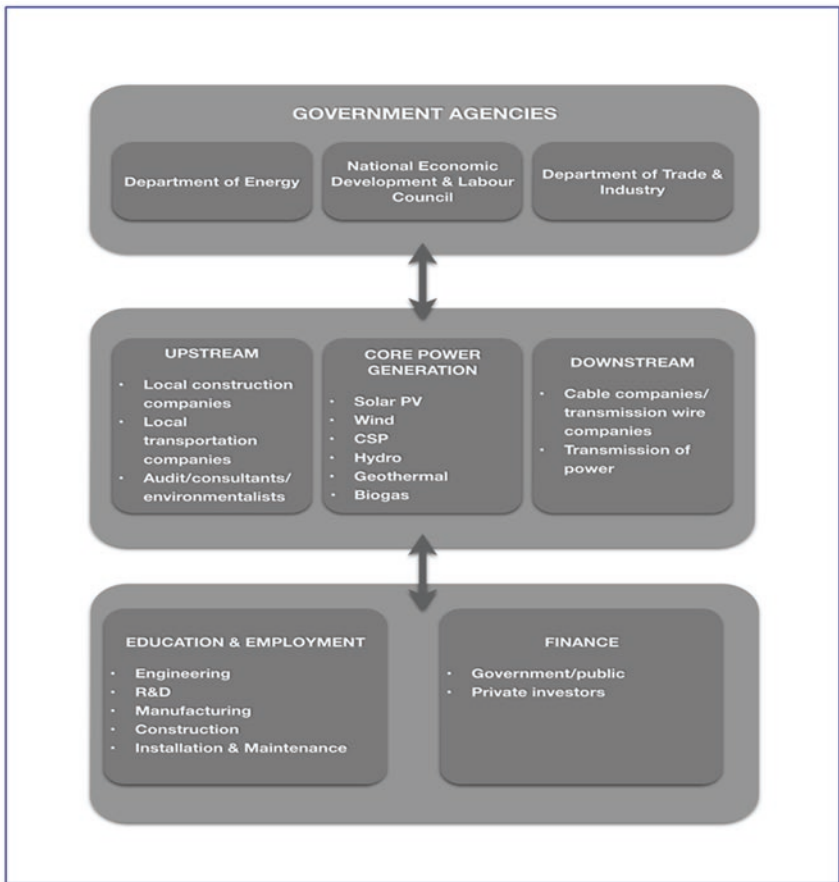 GOVERNMENT AGENCIES
Department of Energy
National Economic
Development & Labour
Council
Department of Trade &
Industry
UPSTREAM
• Local construction
companies
• Local
transportation
companies
• Audit/consultants/
environmentalists
CORE POWER
GENERATION
• Solar PV
• Wind
• CSP
• Hydro
• Geothermal
• Biogas
DOWNSTREAM
• Cable companies/
transmission wire
companies
• Transmission of
power
EDUCATION & EMPLOYMENT
• Engineering
• R&D
• Manufacturing
• Construction
• Installation & Maintenance
FINANCE
• Government/public
• Private investors